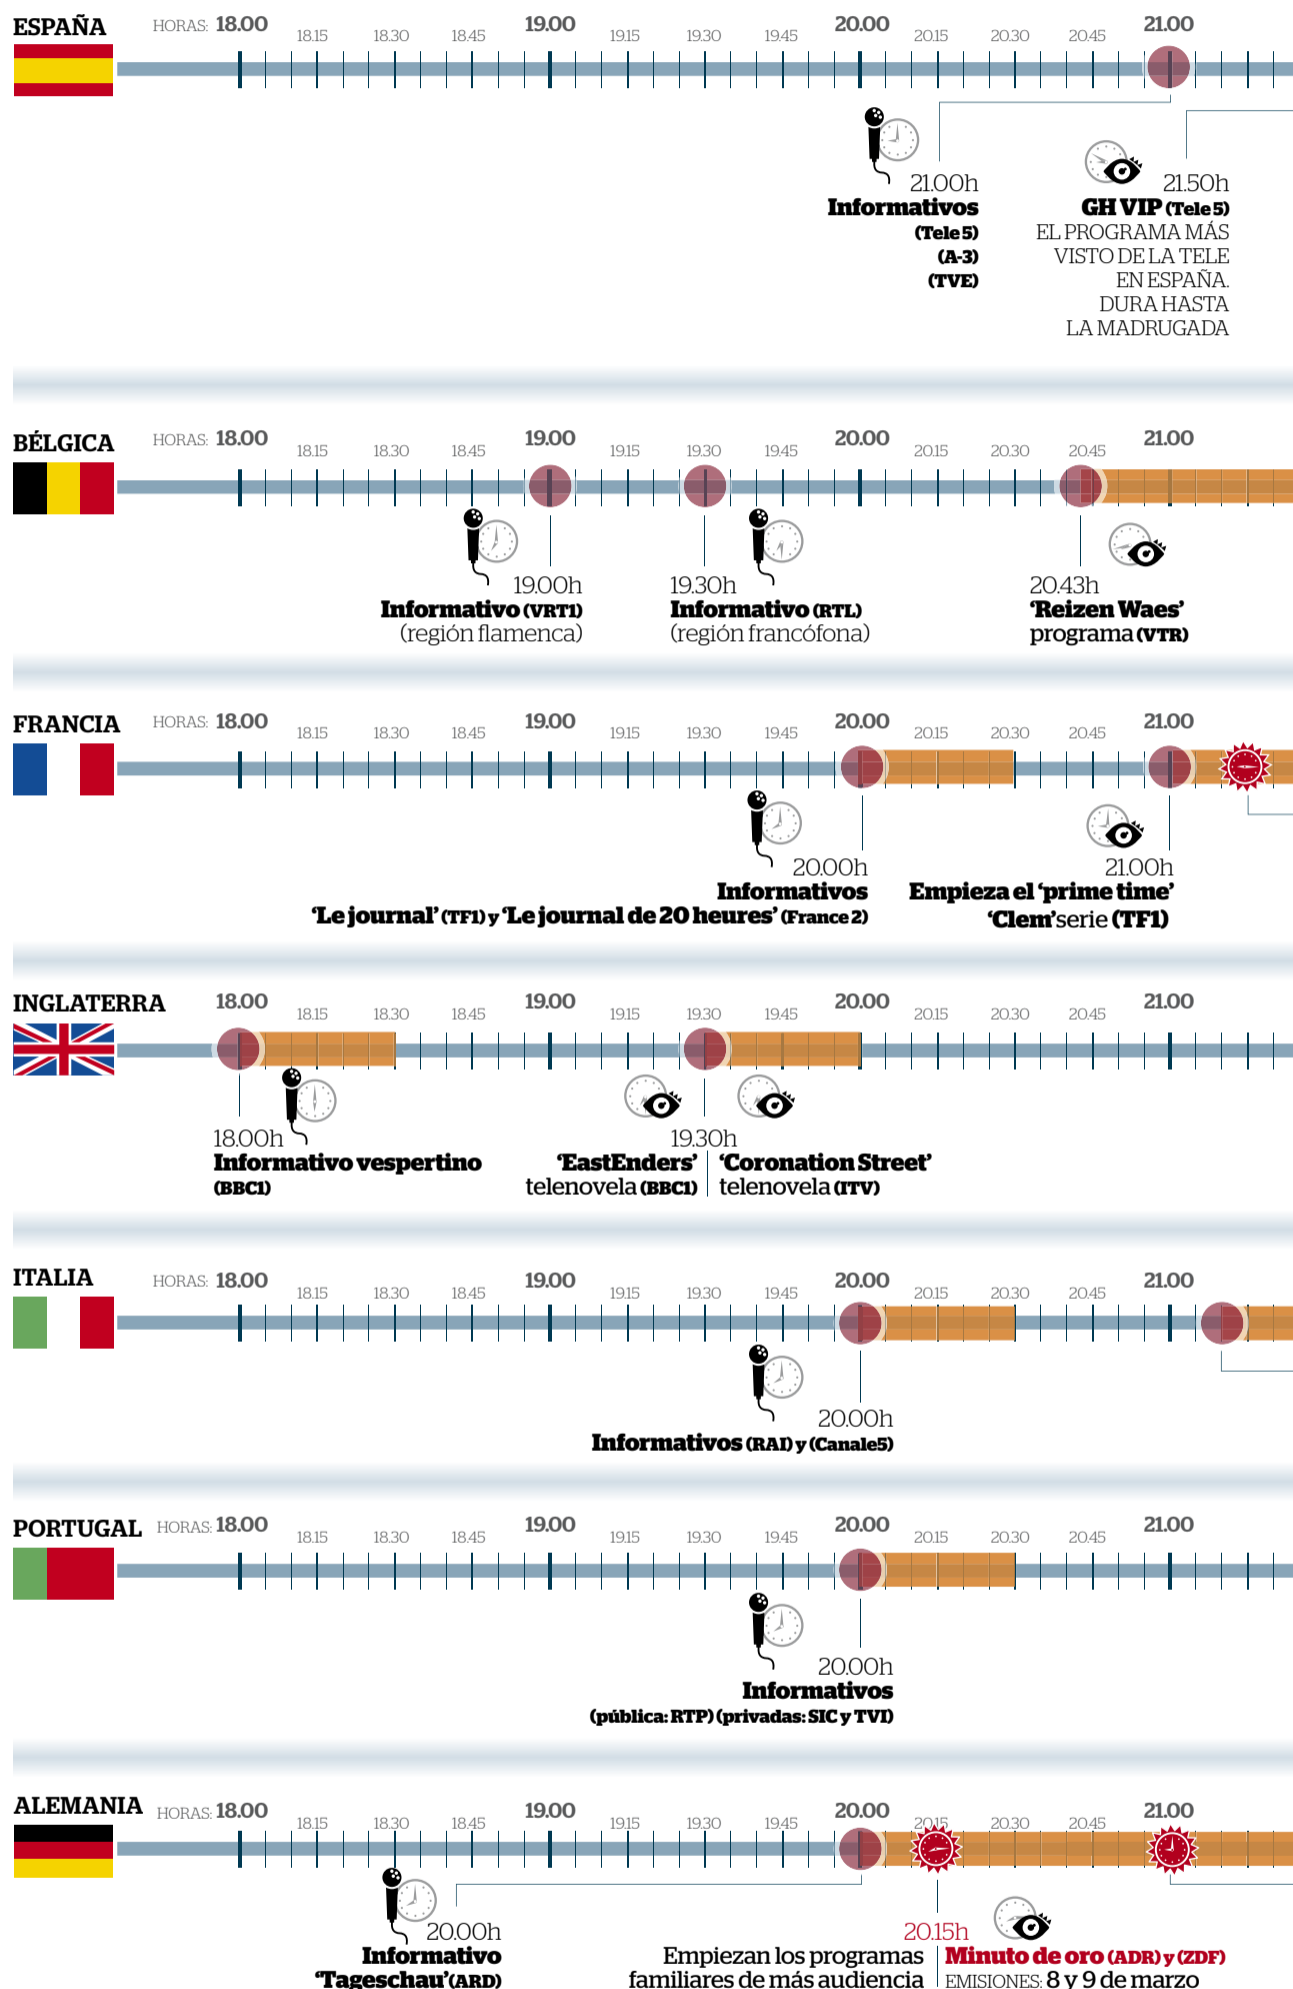 ESPAÑA
HORAS: 18.00 18.15 18.30 18.45 19.00 19.15 19.30 19.45 20.00 20.15 20.30 20.45 21.00
21.00h
Informativos
(Tele 5)
(A-3)
(TVE)
21.50h
GH VIP (Tele 5)
EL PROGRAMA MÁS
VISTO DE LA TELE
EN ESPAÑA.
DURA HASTA
LA MADRUGADA
BÉLGICA
HORAS: 18.00 18.15 18.30 18.45 19.00 19.15 19.30 19.45 20.00 20.15 20.30 20.45 21.00
19.00h
Informativo (VRT1)
(región flamenca)
19.30h
Informativo (RTL)
(región francófona)
20.43h
‘Reizen Waes’
programa (VTR)
FRANCIA
HORAS: 18.00 18.15 18.30 18.45 19.00 19.15 19.30 19.45 20.00 20.15 20.30 20.45 21.00
20.00h
Informativos
‘Le journal’ (TF1) y ‘Le journal de 20 heures’ (France 2)
21.00h
Empieza el ‘prime time’
‘Clem’ serie (TF1)
INGLATERRA
18.00 18.15 18.30 18.45 19.00 19.15 19.30 19.45 20.00 20.15 20.30 20.45 21.00
18.00h
Informativo vespertino
(BBC1)
19.30h
‘EastEnders’
telenovela (BBC1)
‘Coronation Street’
telenovela (ITV)
ITALIA
HORAS: 18.00 18.15 18.30 18.45 19.00 19.15 19.30 19.45 20.00 20.15 20.30 20.45 21.00
20.00h
Informativos (RAI) y (Canale5)
PORTUGAL
HORAS: 18.00 18.15 18.30 18.45 19.00 19.15 19.30 19.45 20.00 20.15 20.30 20.45 21.00
20.00h
Informativos
(pública: RTP) (privadas: SIC y TVI)
ALEMANIA
HORAS: 18.00 18.15 18.30 18.45 19.00 19.15 19.30 19.45 20.00 20.15 20.30 20.45 21.00
20.00h
Informativo
‘Tageschau’ (ARD)
20.15h
Empiezan los programas
familiares de más audiencia
Minuto de oro (ADR) y (ZDF)
EMISIONES: 8 y 9 de marzo